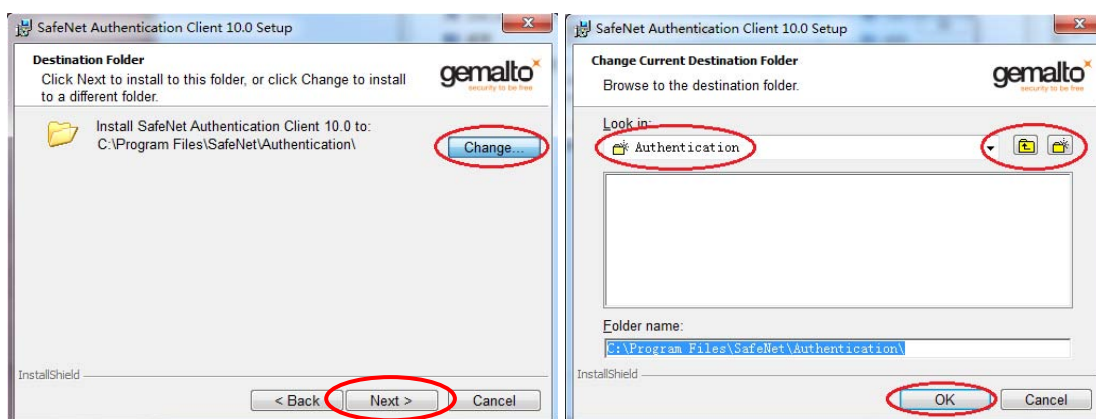 SafeNet Authentication Client 10.0 Setup
Destination Folder
Click Next to install to this folder, or click Change to install
to a different folder.
gemalto
security to be free
Install SafeNet Authentication Client 10.0 to:
C:\Program Files\SafeNet\Authentication\
Change...
InstallShield
< Back
Next >
Cancel
SafeNet Authentication Client 10.0 Setup
Change Current Destination Folder
Browse to the destination folder.
gemalto
security to be free
Look in:
Authentication
Folder name:
C:\Program Files\SafeNet\Authentication\
InstallShield
OK
Cancel